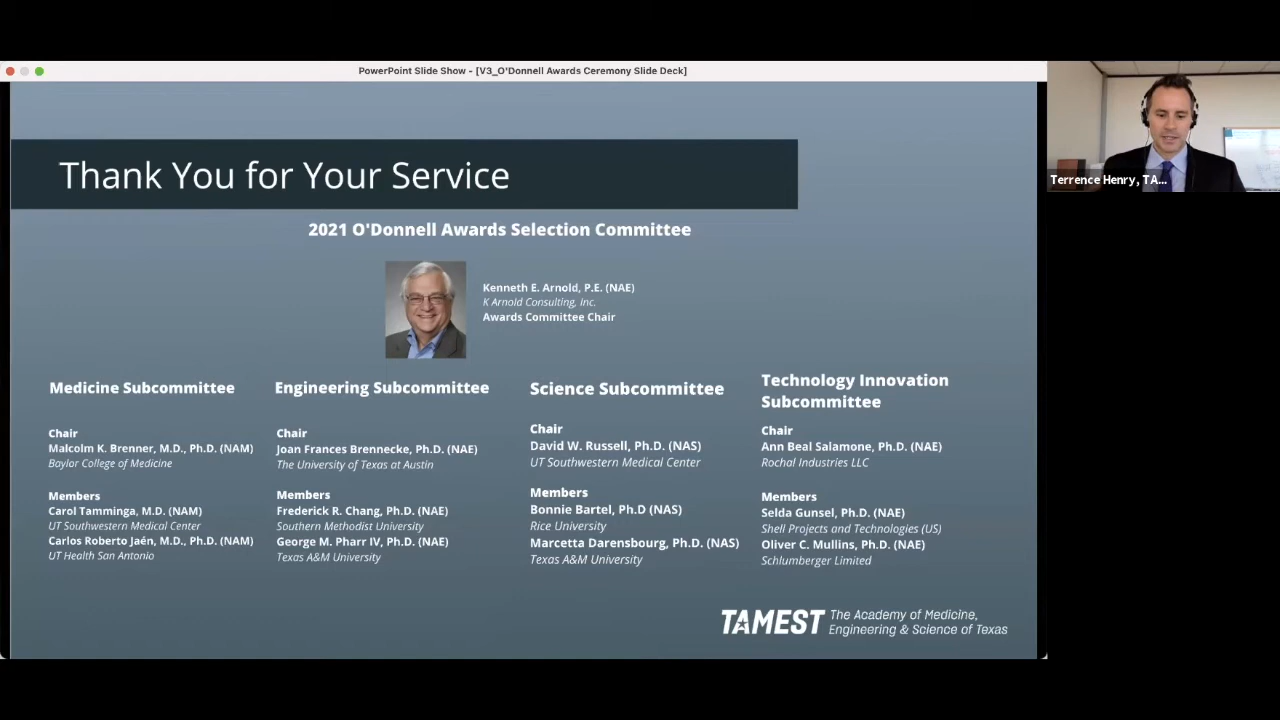 PowerPoint Slide Show - [V3_O'Donnell Awards Ceremony Slide Deck]
Terrence Henry, TA...
Thank You for Your Service
2021 O'Donnell Awards Selection Committee
Kenneth E. Arnold, P.E. (NAE)
K Arnold Consulting, Inc.
Awards Committee Chair
Medicine Subcommittee
Chair
Malcolm K. Brenner, M.D., Ph.D. (NAM)
Baylor College of Medicine
Members
Carol Tamminga, M.D. (NAM)
UT Southwestern Medical Center
Carlos Roberto Jaén, M.D., Ph.D. (NAM)
UT Health San Antonio
Engineering Subcommittee
Chair
Joan Frances Brennecke, Ph.D. (NAE)
The University of Texas at Austin
Members
Frederick R. Chang, Ph.D. (NAE)
Southern Methodist University
George M. Pharr IV, Ph.D. (NAE)
Texas A&M University
Science Subcommittee
Chair
David W. Russell, Ph.D. (NAS)
UT Southwestern Medical Center
Members
Bonnie Bartel, Ph.D (NAS)
Rice University
Marcetta Darensbourg, Ph.D. (NAS)
Texas A&M University
Technology Innovation
Subcommittee
Chair
Ann Beal Salamone, Ph.D. (NAE)
Rochal Industries LLC
Members
Selda Gunsel, Ph.D. (NAE)
Shell Projects and Technologies (US)
Oliver C. Mullins, Ph.D. (NAE)
Schlumberger Limited
TAMEST The Academy of Medicine,
Engineering & Science of Texas